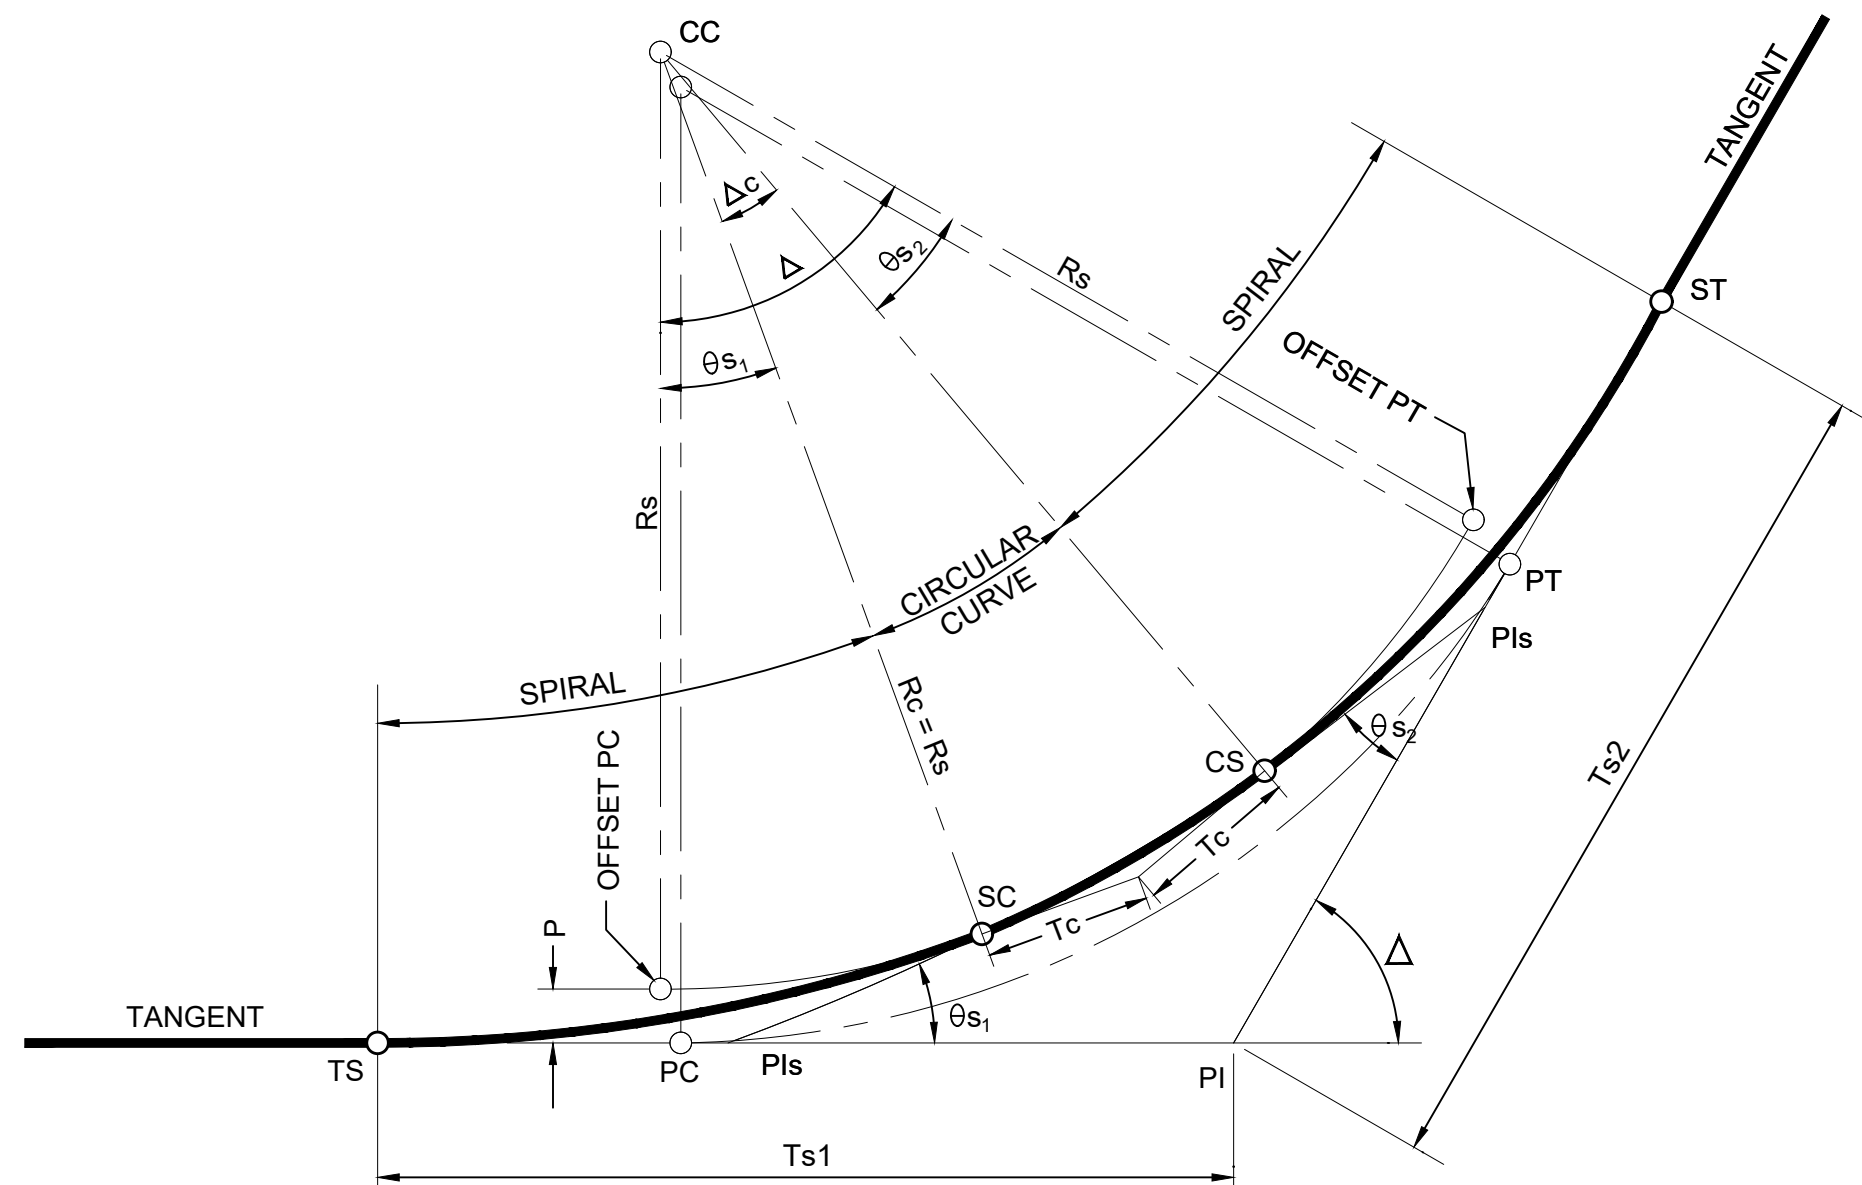 CC
TANGENT
Δc
Δ
θs2
Rs
SPIRAL
ST
θs1
OFFSET PT
Rs
CIRCULAR
CURVE
PT
PIs
SPIRAL
Rc = Rs
θs2
OFFSET PC
CS
Ts2
Tc
SC
Tc
P
Δ
TANGENT
θs1
TS
PC
PIs
PI
Ts1